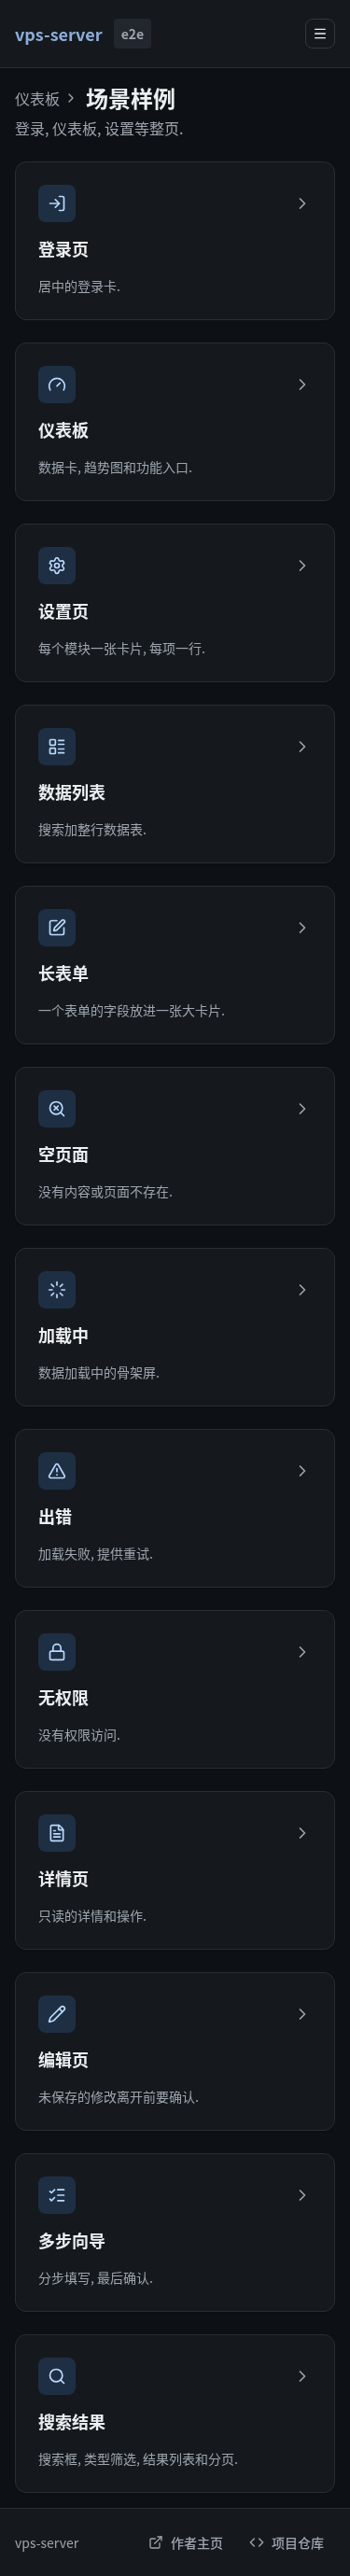 vps-server e2e
仪表板 场景样例
登录, 仪表板, 设置等整页.
登录页
居中的登录卡.
仪表板
数据卡, 趋势图和功能入口.
设置页
每个模块一张卡片, 每项一行.
数据列表
搜索加整行数据表.
长表单
一个表单的字段放进一张大卡片.
空页面
没有内容或页面不存在.
加载中
数据加载中的骨架屏.
出错
加载失败, 提供重试.
无权限
没有权限访问.
详情页
只读的详情和操作.
编辑页
未保存的修改离开前要确认.
多步向导
分步填写, 最后确认.
搜索结果
搜索框, 类型筛选, 结果列表和分页.
vps-server 作者主页 项目仓库